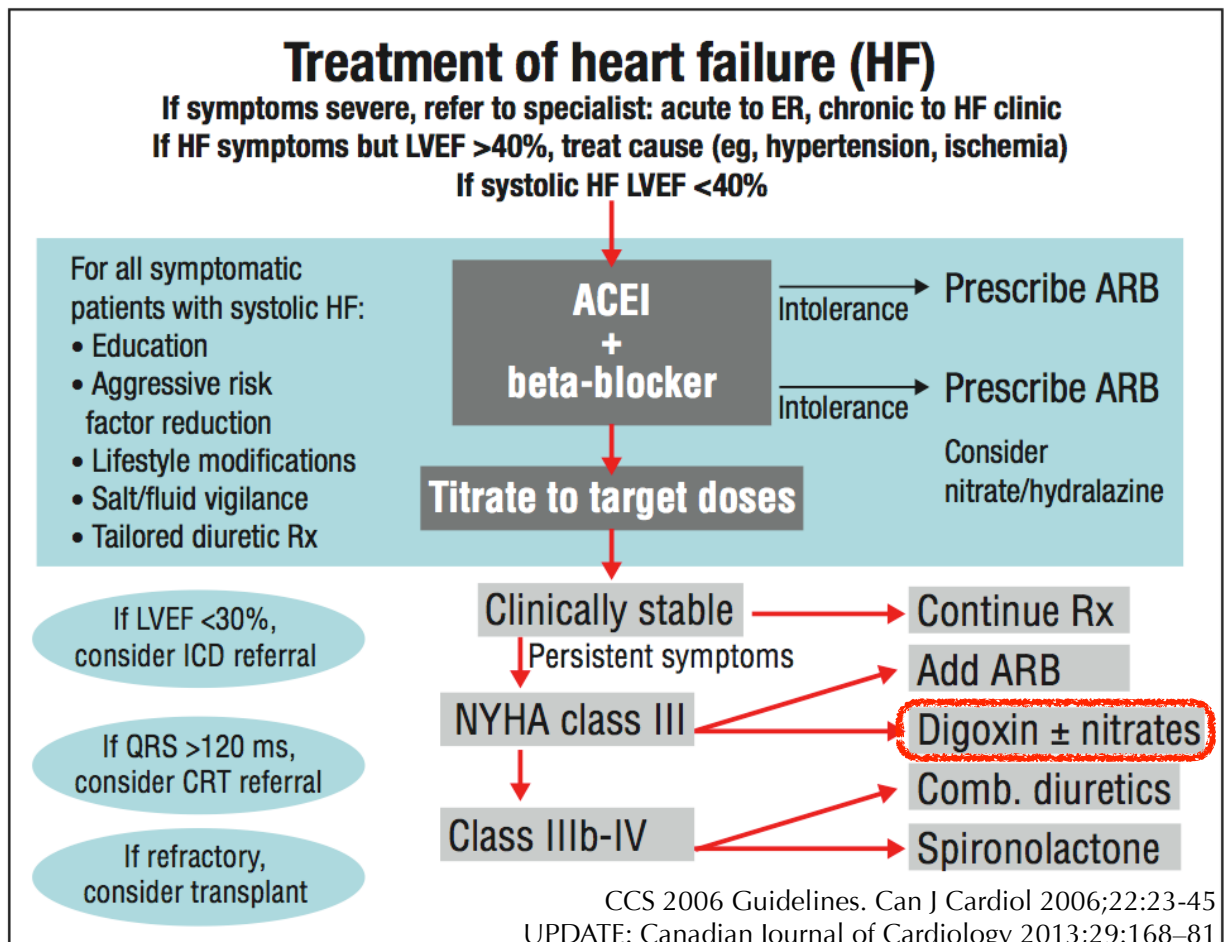 Treatment of heart failure (HF)
If symptoms severe, refer to specialist: acute to ER, chronic to HF clinic
If HF symptoms but LVEF >40%, treat cause (eg, hypertension, ischemia)
If systolic HF LVEF <40%
For all symptomatic
patients with systolic HF:
• Education
• Aggressive risk
factor reduction
• Lifestyle modifications
• Salt/fluid vigilance
• Tailored diuretic Rx
ACEI
+
beta-blocker
Intolerance
Prescribe ARB
Intolerance
Prescribe ARB
Consider
nitrate/hydralazine
Titrate to target doses
If LVEF <30%,
consider ICD referral
If QRS >120 ms,
consider CRT referral
If refractory,
consider transplant
Clinically stable
Continue Rx
Persistent symptoms
Add ARB
NYHA class III
Digoxin ± nitrates
Comb. diuretics
Class IIIb-IV
Spironolactone
CCS 2006 Guidelines. Can J Cardiol 2006;22:23-45
UPDATE: Canadian Journal of Cardiology 2013;29:168–81